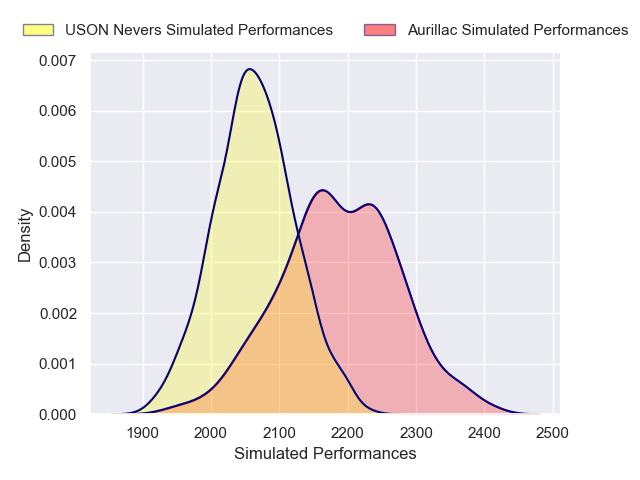 USON Nevers Simulated Performances
Aurillac Simulated Performances
0.007
0.006
0.005
0.004
0.003
0.002
0.001
0.000
Density
1900 2000 2100 2200 2300 2400 2500
Simulated Performances